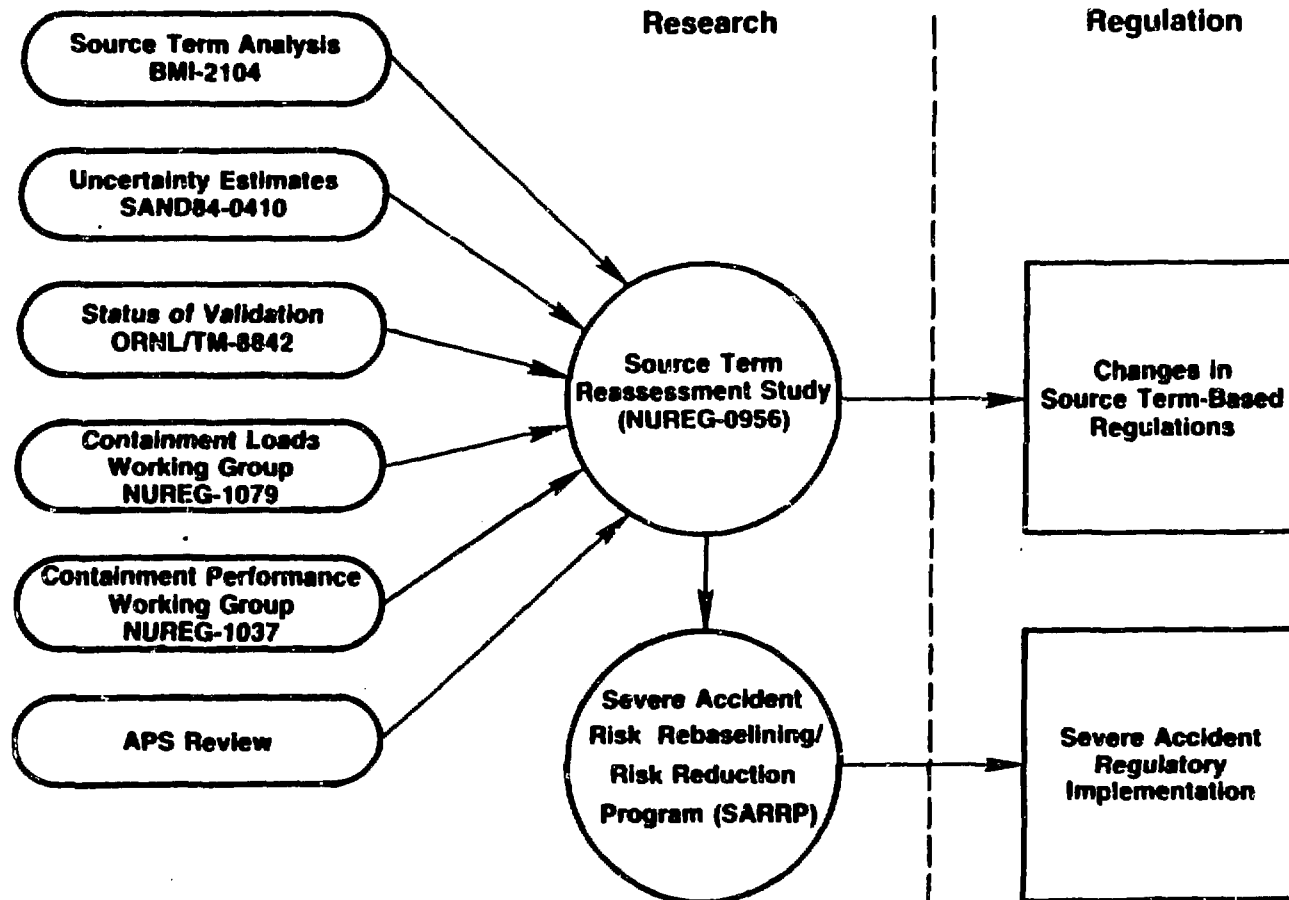 Research
Regulation
Source Term Analysis
BMI-2104
Uncertainty Estimates
SAND84-0410
Status of Validation
ORNL/TM-8842
Containment Loads
Working Group
NUREG-1079
Containment Performance
Working Group
NUREG-1037
APS Review
Source Term
Reassessment Study
(NUREG-0956)
Severe Accident
Risk Rebaselining/
Risk Reduction
Program (SARRP)
Changes in
Source Term-Based
Regulations
Severe Accident
Regulatory
Implementation